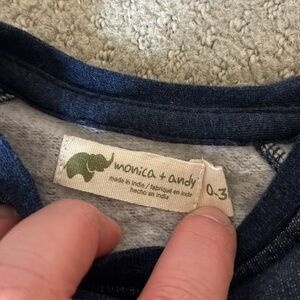 monica + andy
made in india / fabriqué en inde
hecho en india
0-3